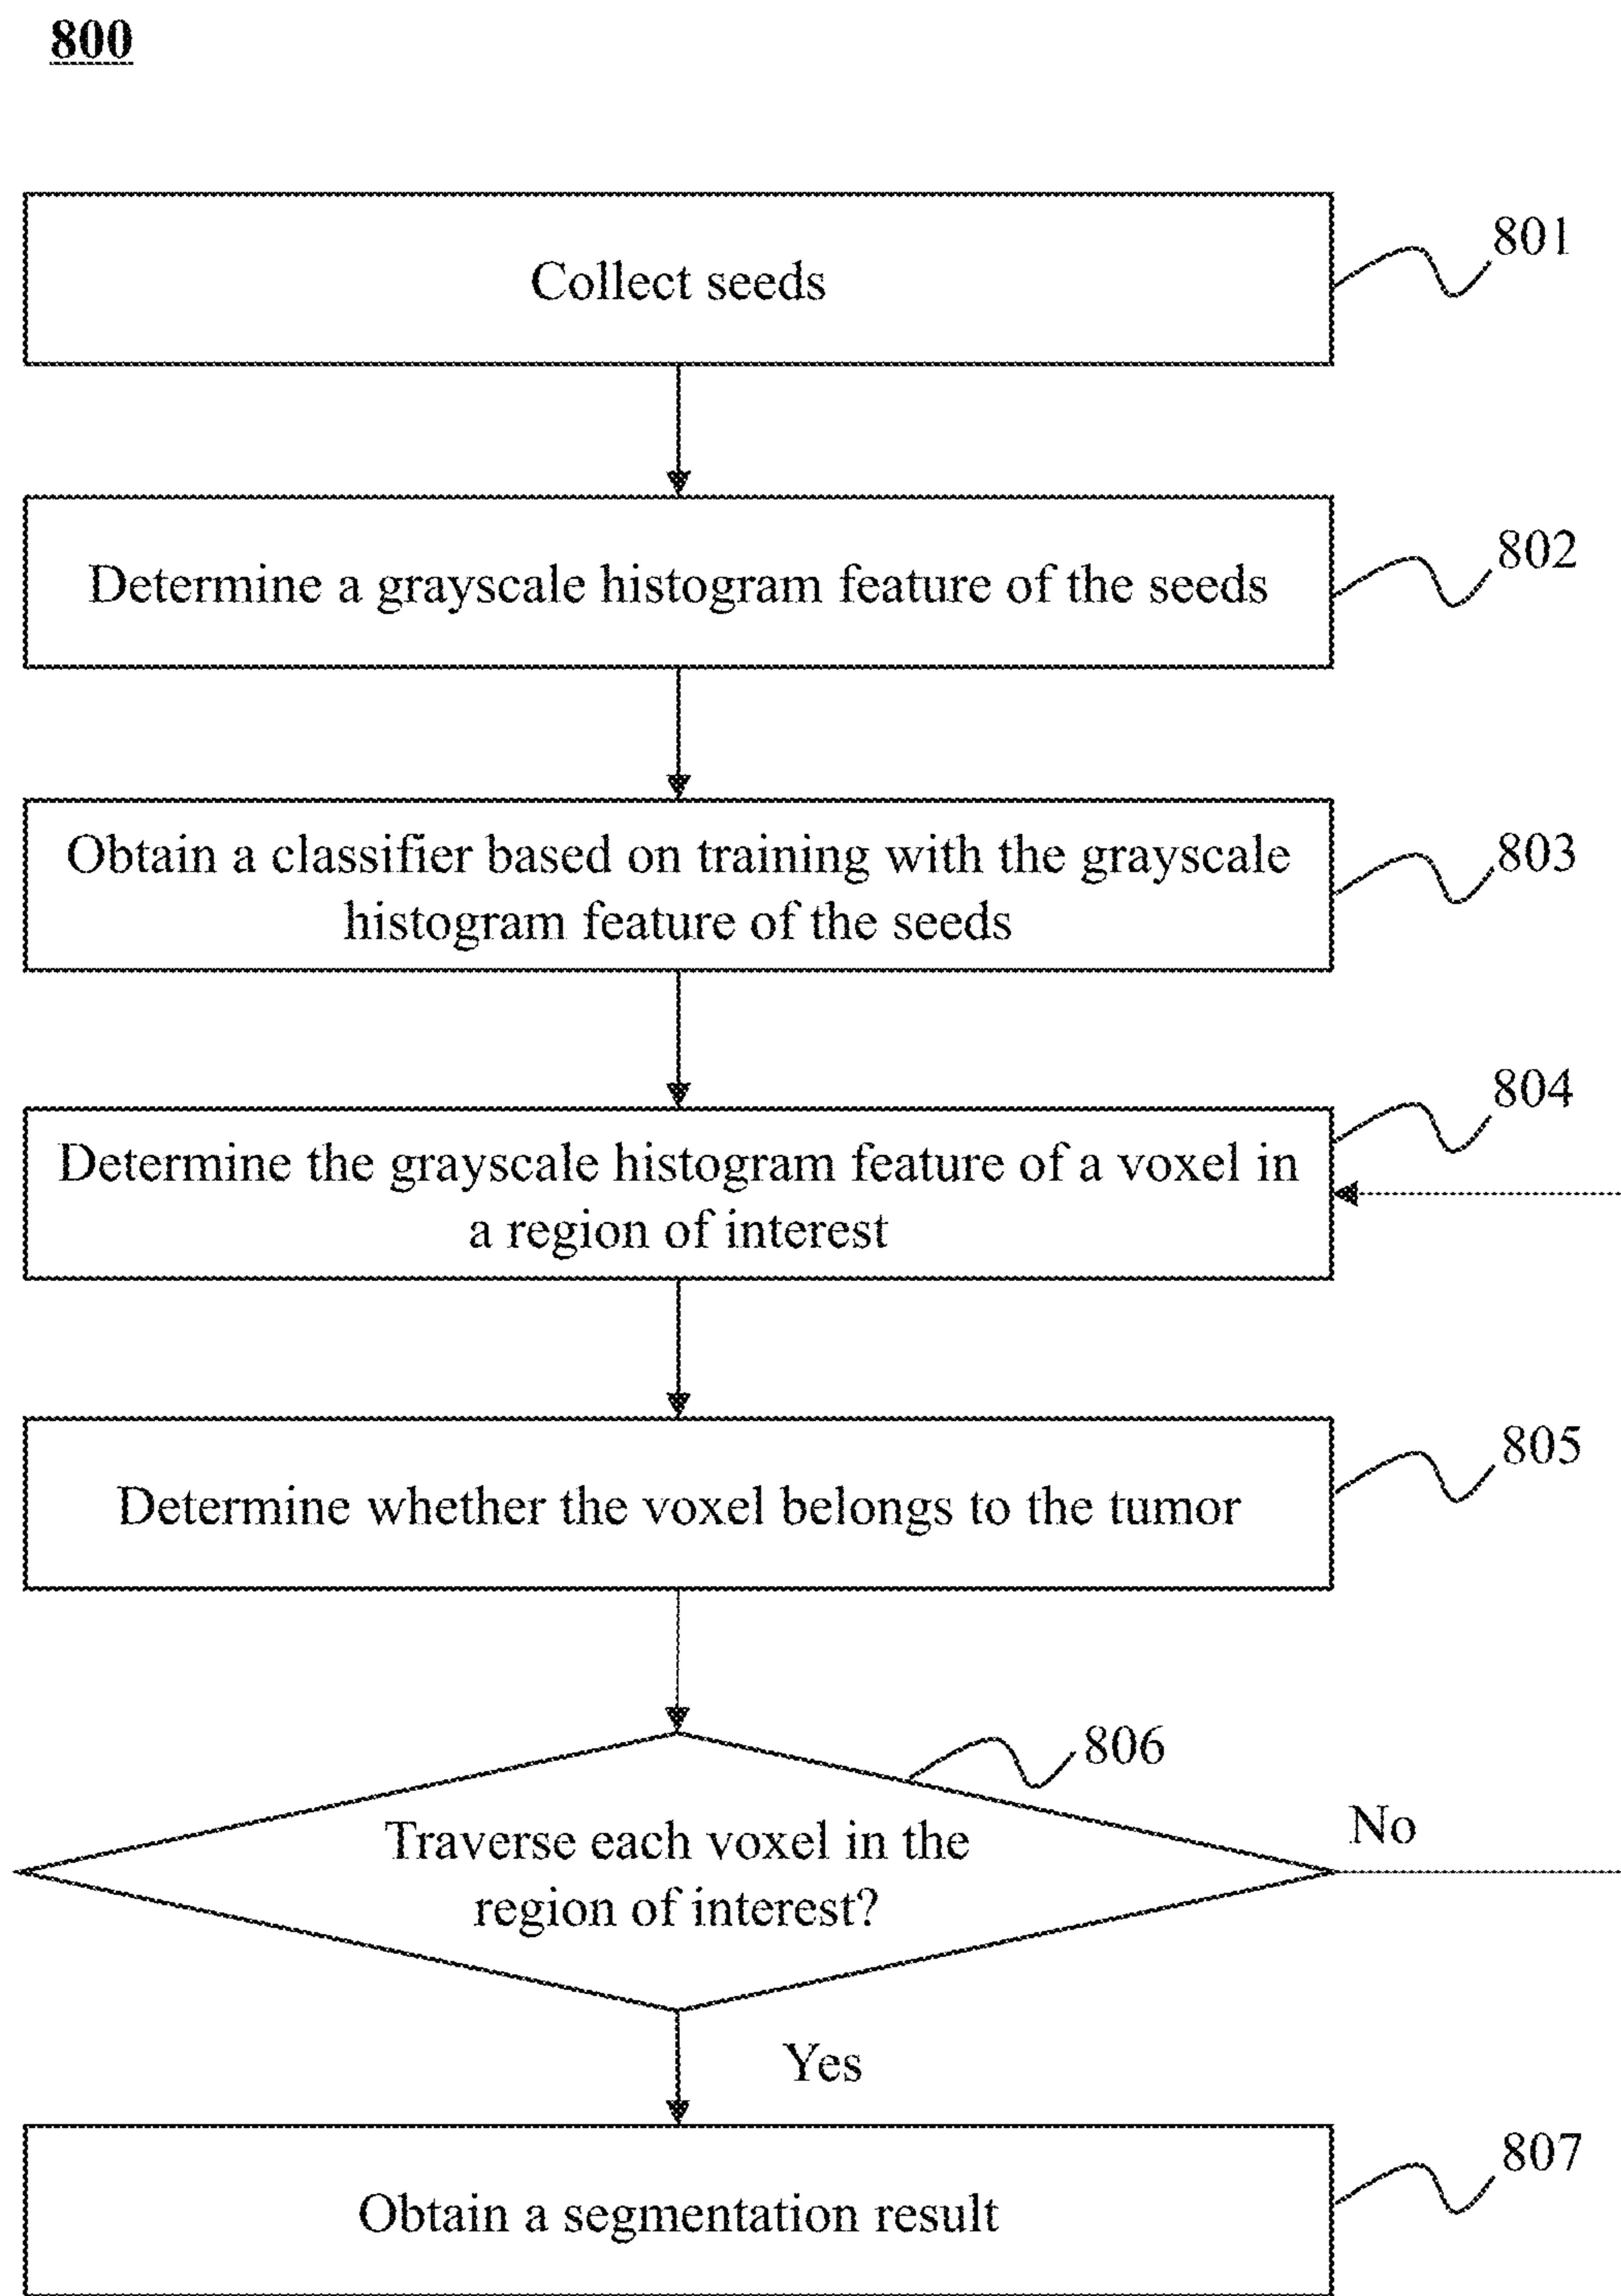 800
Collect seeds
801
Determine a grayscale histogram feature of the seeds
802
Obtain a classifier based on training with the grayscale
histogram feature of the seeds
803
804
Determine the grayscale histogram feature of a voxel in
a region of interest
805
Determine whether the voxel belongs to the tumor
806
Traverse each voxel in the
region of interest?
No
Yes
807
Obtain a segmentation result